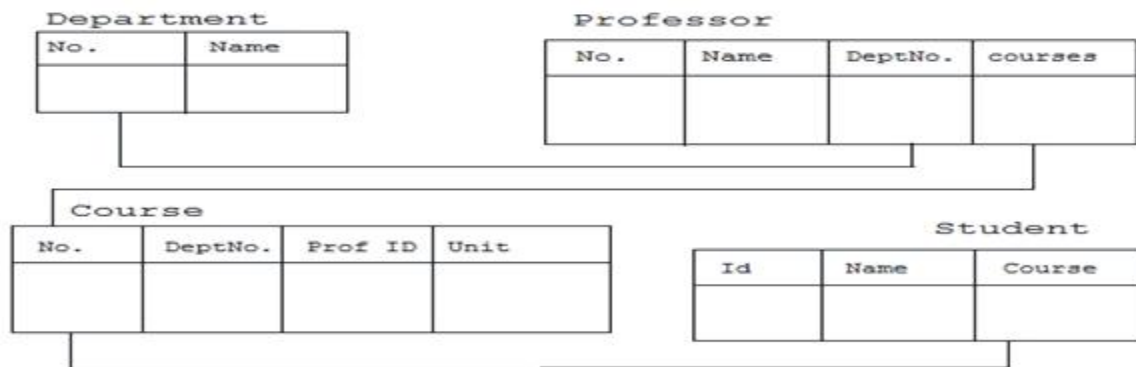 Department
No. Name
Professor
No. Name DeptNo. courses
Course
No. DeptNo. Prof ID Unit
Student
Id Name Course